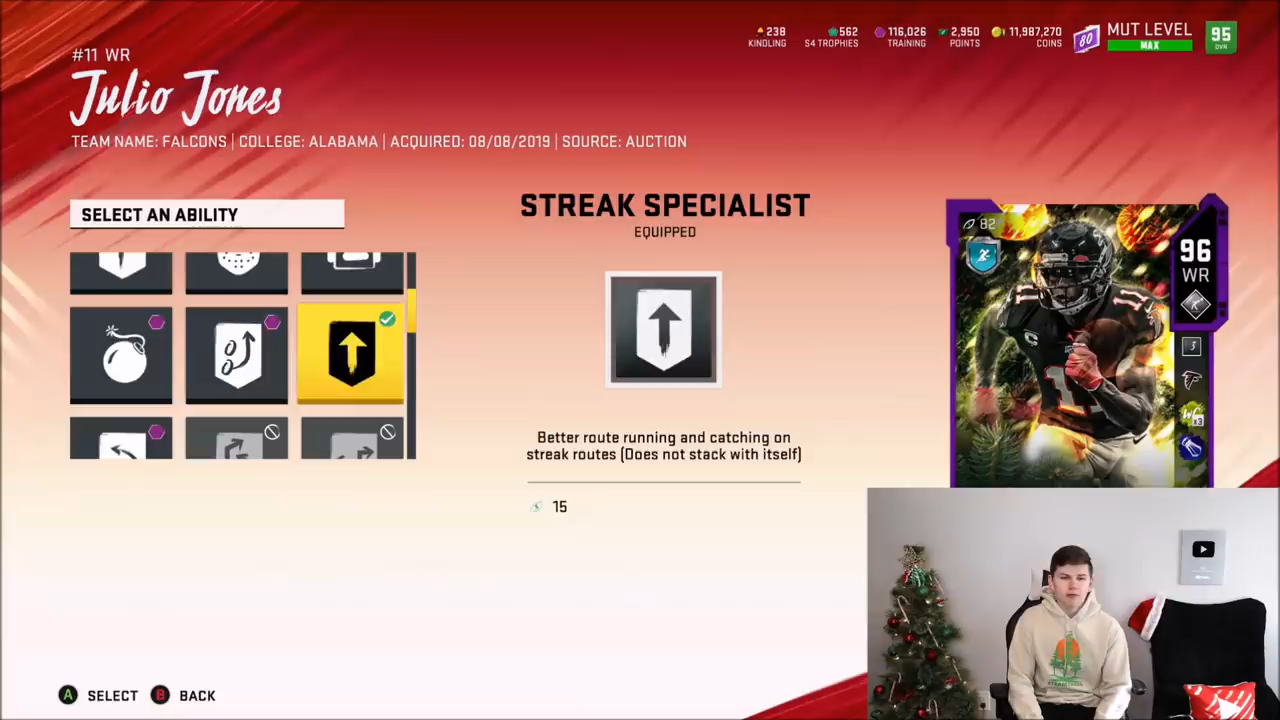 #11 WR
Julio Jones
TEAM NAME: FALCONS | COLLEGE: ALABAMA | ACQUIRED: 08/08/2019 | SOURCE: AUCTION
238
KINDLING
562
S4 TROPHIES
116,026
TRAINING
2,950
POINTS
11,987,270
COINS
80
MUT LEVEL
MAX
95
OVR
SELECT AN ABILITY
STREAK SPECIALIST
EQUIPPED
Better route running and catching on
streak routes (Does not stack with itself)
15
82
96
WR
3
x3
A SELECT B BACK